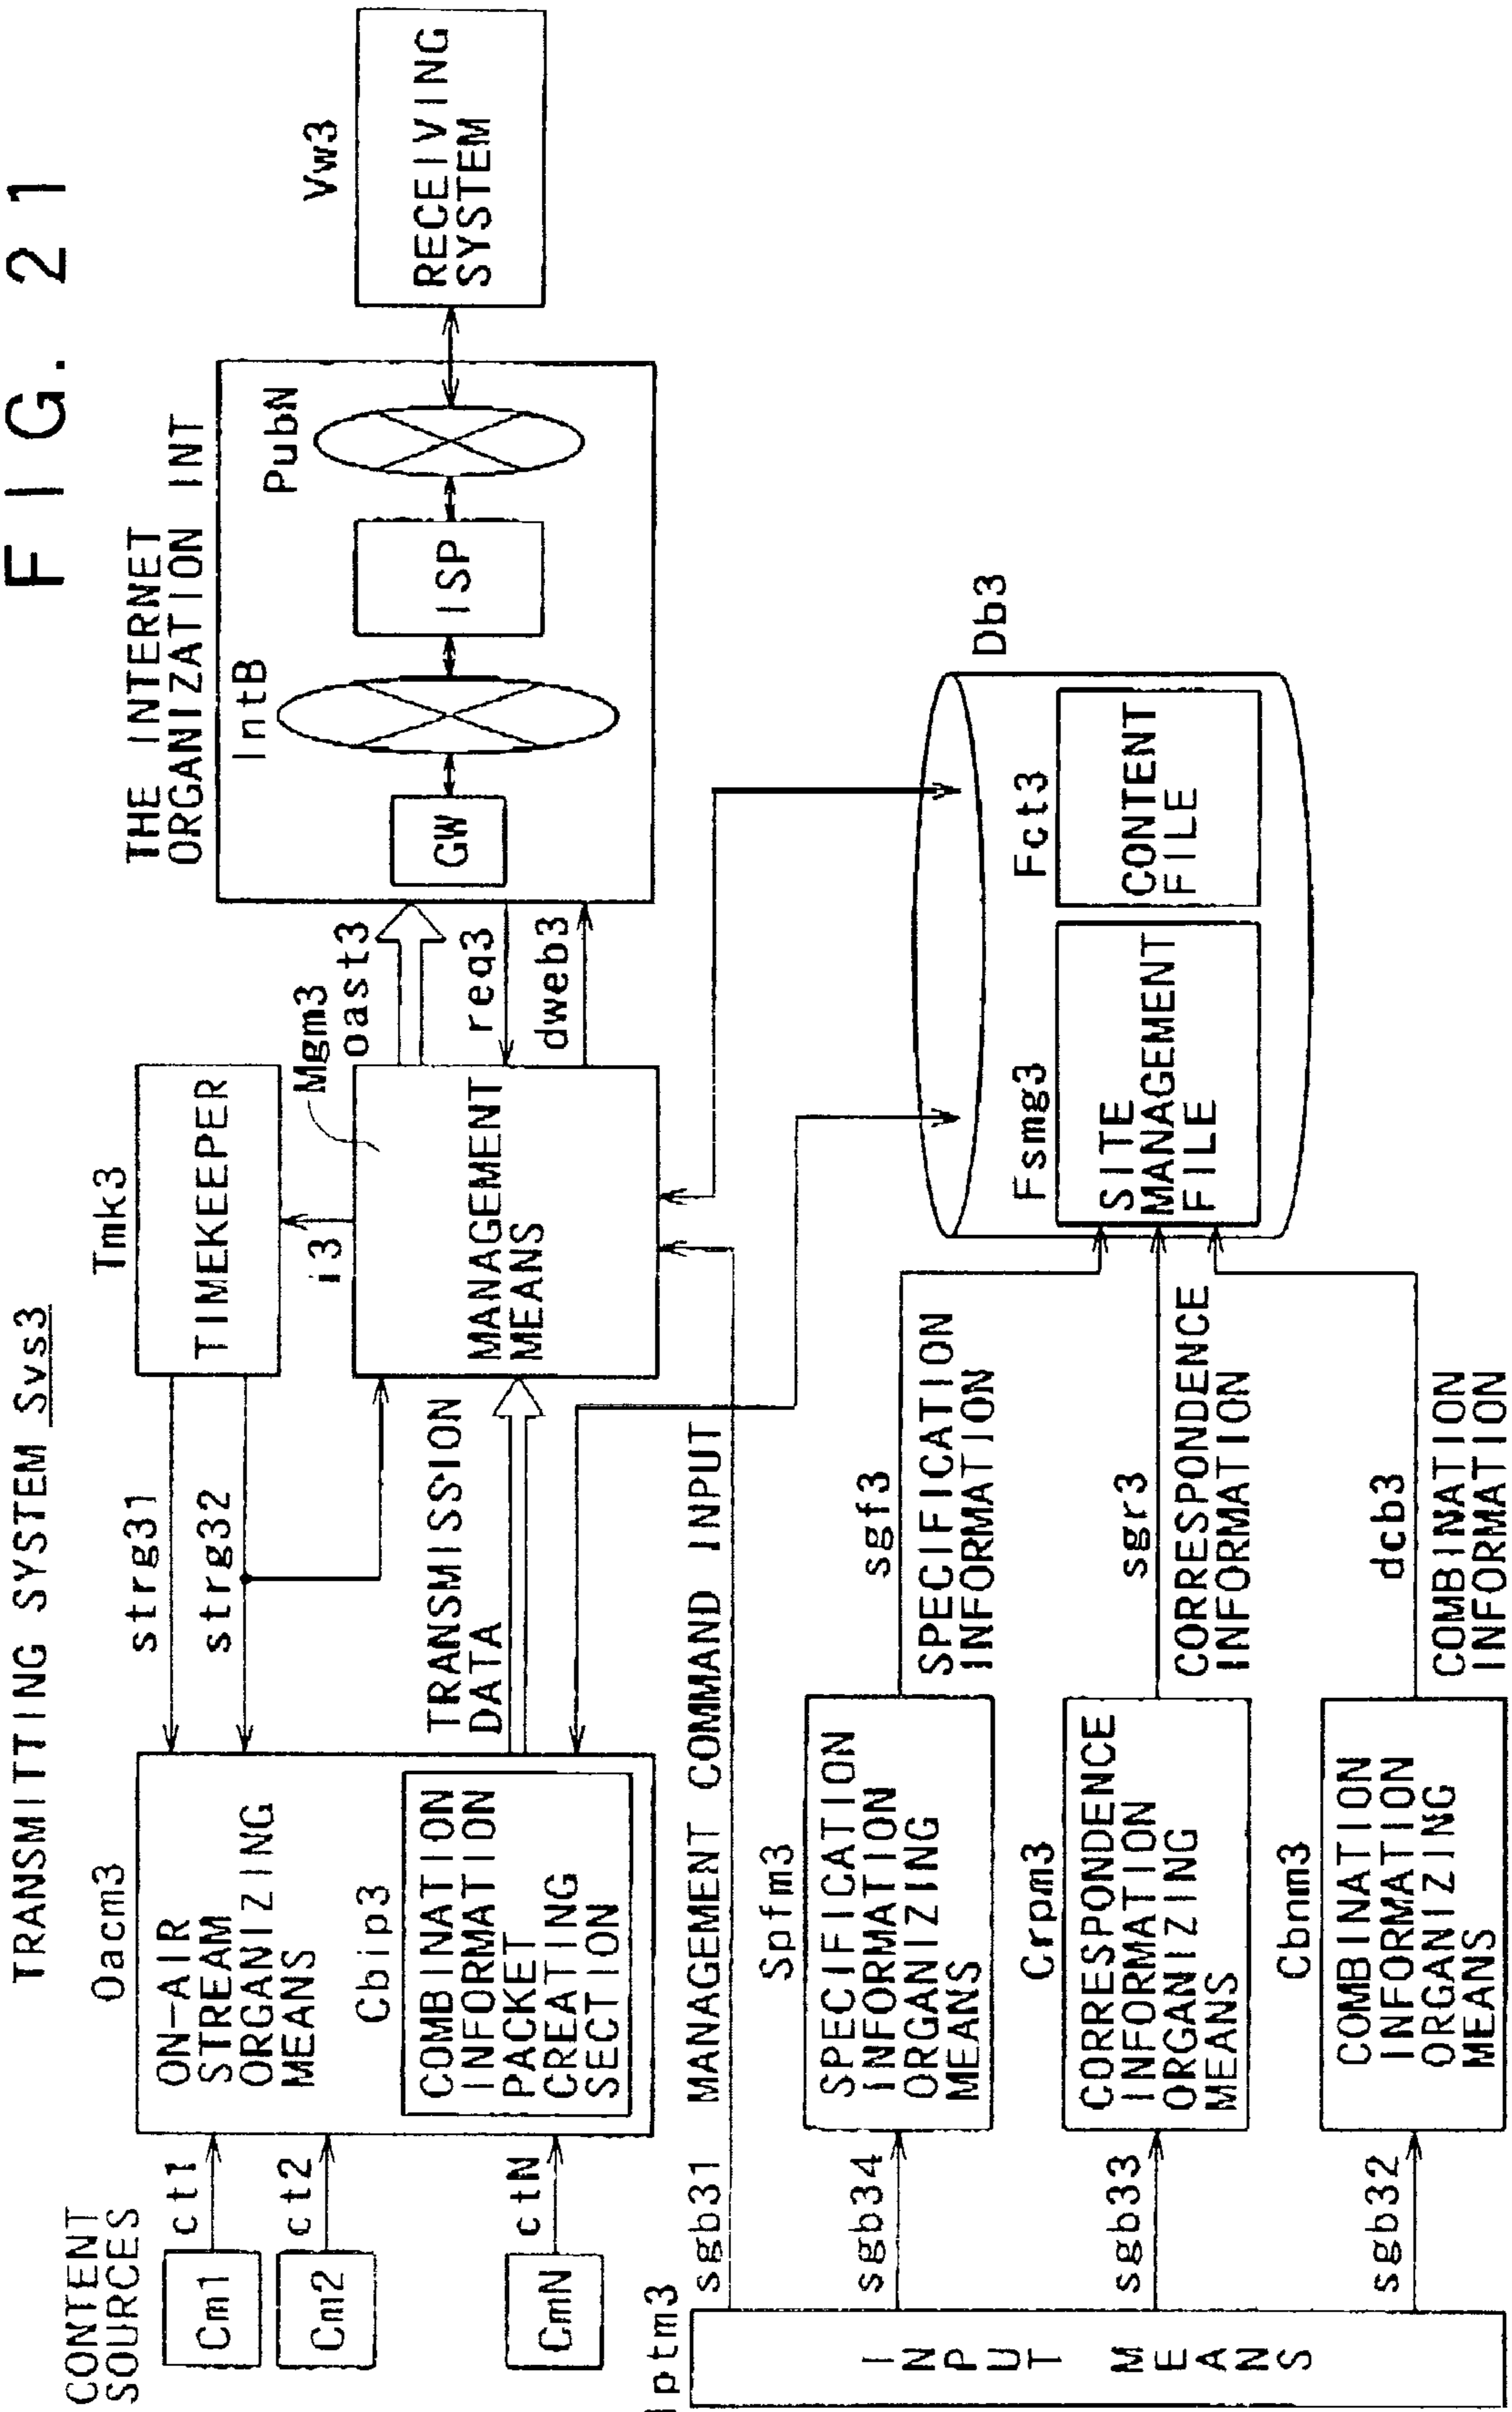 FIG. 21
TRANSMITTING SYSTEM Svs3
CONTENT
SOURCES
Cm1
ct1
Cm2
ct2
CmN
ctN
Oacm3
ON-AIR
STREAM
ORGANIZING
MEANS
Cbip3
COMBINATION
INFORMATION
PACKET
CREATING
SECTION
strg31
strg32
TRANSMISSION
DATA
Tmk3
TIMEKEEPER
i3
Mgm3
MANAGEMENT
MEANS
oast3
req3
dweb3
THE INTERNET
ORGANIZATION INT
GW
IntB
ISP
PubN
Vw3
RECEIVING
SYSTEM
sgb31
MANAGEMENT COMMAND INPUT
Iptm3
INPUT MEANS
sgb34
Spfm3
SPECIFICATION
INFORMATION
ORGANIZING
MEANS
sgf3
SPECIFICATION
INFORMATION
sgb33
Crpm3
CORRESPONDENCE
INFORMATION
ORGANIZING
MEANS
sgr3
CORRESPONDENCE
INFORMATION
sgb32
Cbnm3
COMBINATION
INFORMATION
ORGANIZING
MEANS
dcb3
COMBINATION
INFORMATION
Db3
Fsmg3
SITE
MANAGEMENT
FILE
Fct3
CONTENT
FILE